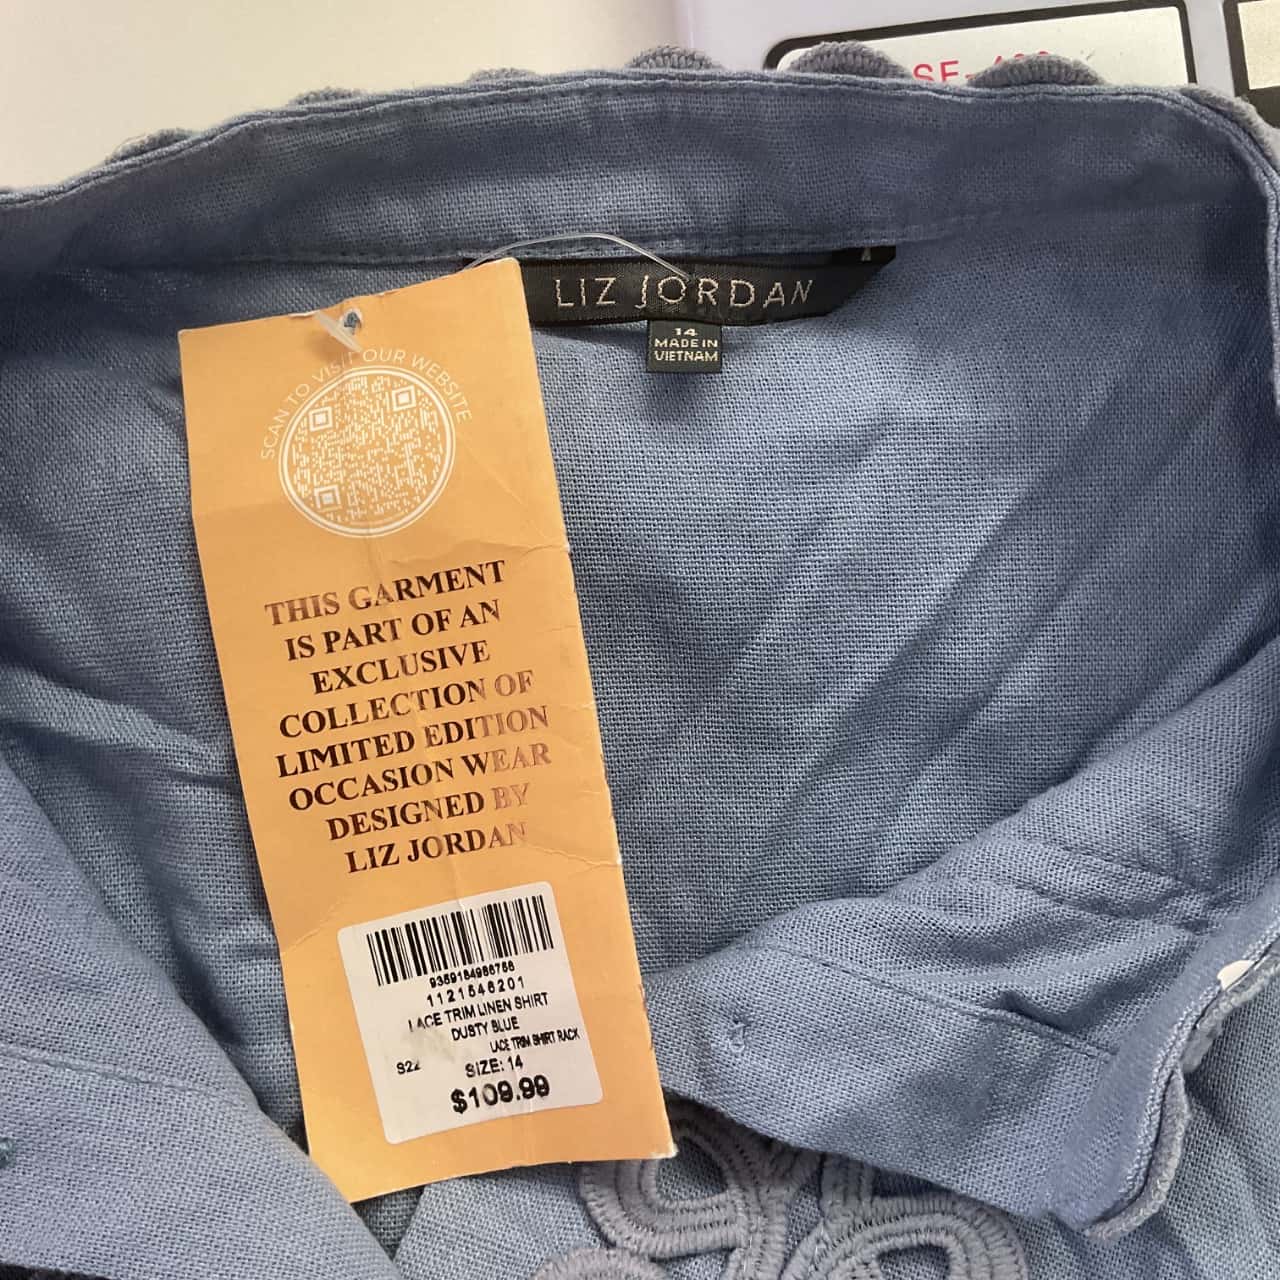 LIZ JORDAN
14
MADE IN
VIETNAM
SCAN TO VISIT OUR WEBSITE
THIS GARMENT
IS PART OF AN
EXCLUSIVE
COLLECTION OF
LIMITED EDITION
OCCASION WEAR
DESIGNED BY
LIZ JORDAN
9359184986756
1121546201
LACE TRIM LINEN SHIRT
DUSTY BLUE
LACE TRIM SHIRT RACK
S22 SIZE: 14
$109.99